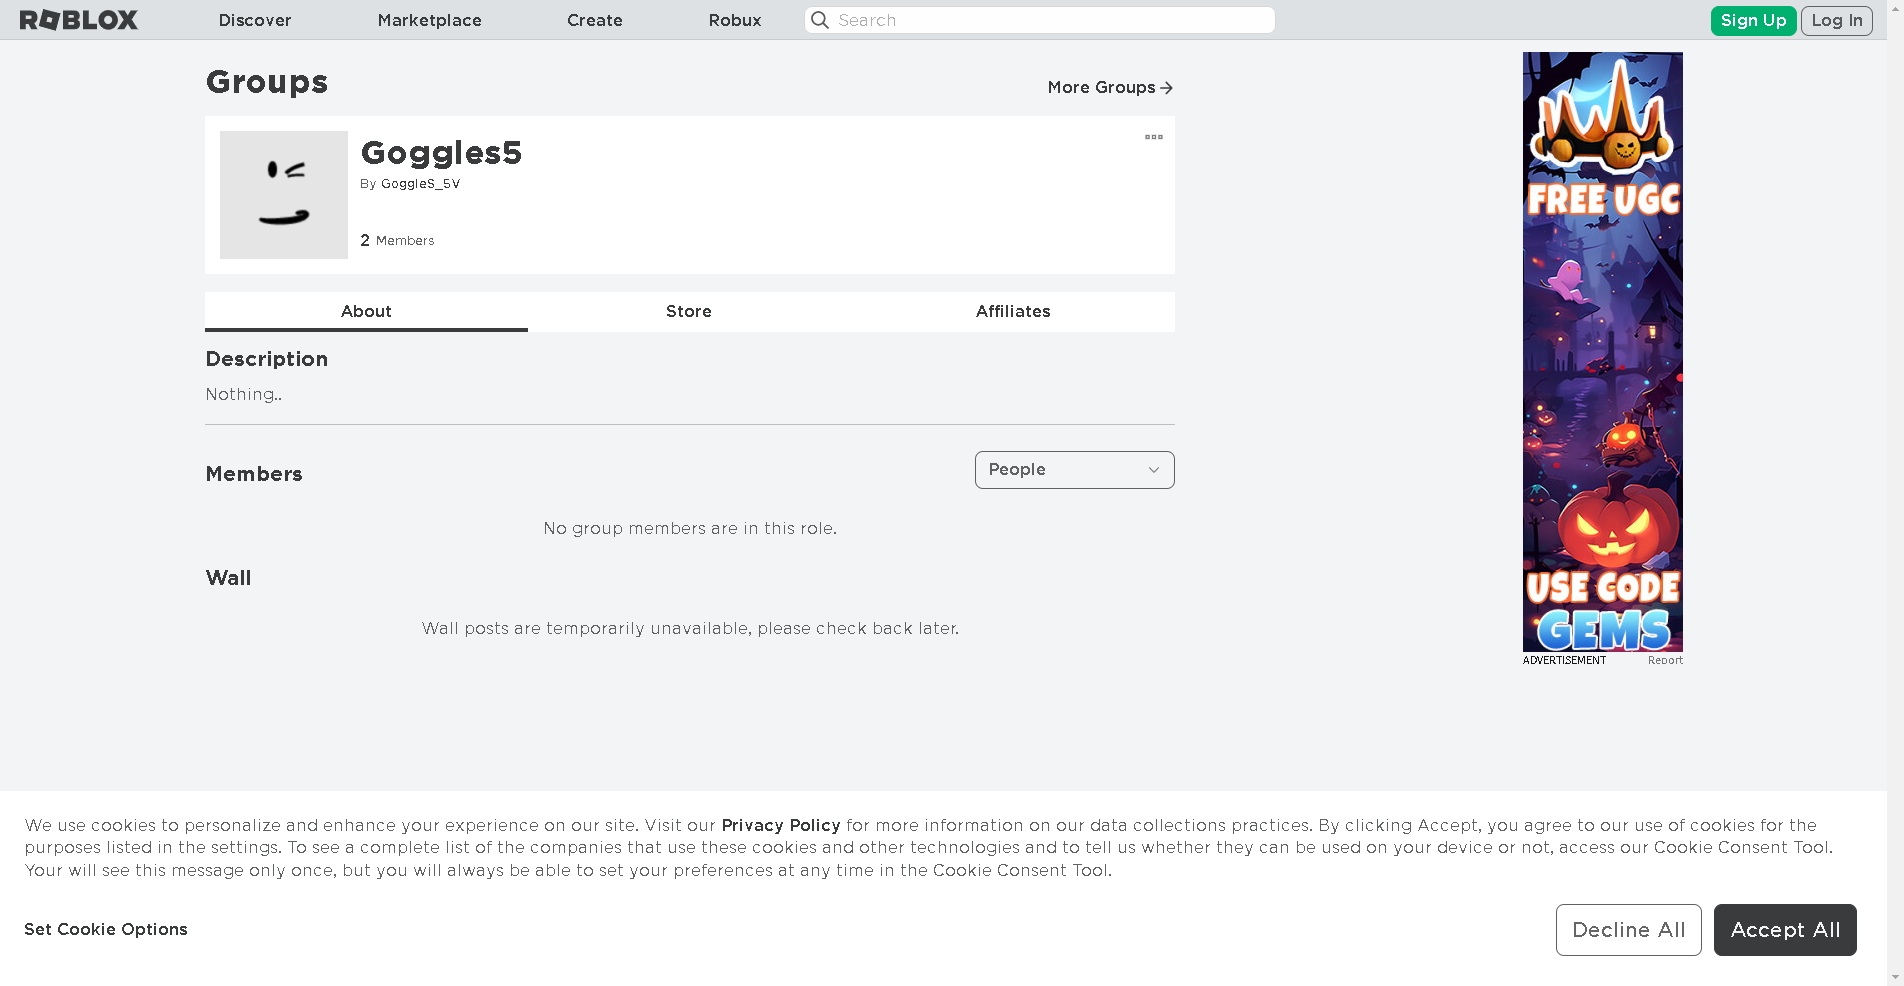 ROBLOX
Discover
Marketplace
Create
Robux
Search
Sign Up
Log In
Groups
More Groups
Goggles5
By GoggleS_5V
2 Members
About
Store
Affiliates
Description
Nothing..
Members
People
No group members are in this role.
Wall
Wall posts are temporarily unavailable, please check back later.
FREE UGC
USE CODE
GEMS
ADVERTISEMENT
Report
We use cookies to personalize and enhance your experience on our site. Visit our Privacy Policy for more information on our data collections practices. By clicking Accept, you agree to our use of cookies for the
purposes listed in the settings. To see a complete list of the companies that use these cookies and other technologies and to tell us whether they can be used on your device or not, access our Cookie Consent Tool.
Your will see this message only once, but you will always be able to set your preferences at any time in the Cookie Consent Tool.
Set Cookie Options
Decline All
Accept All